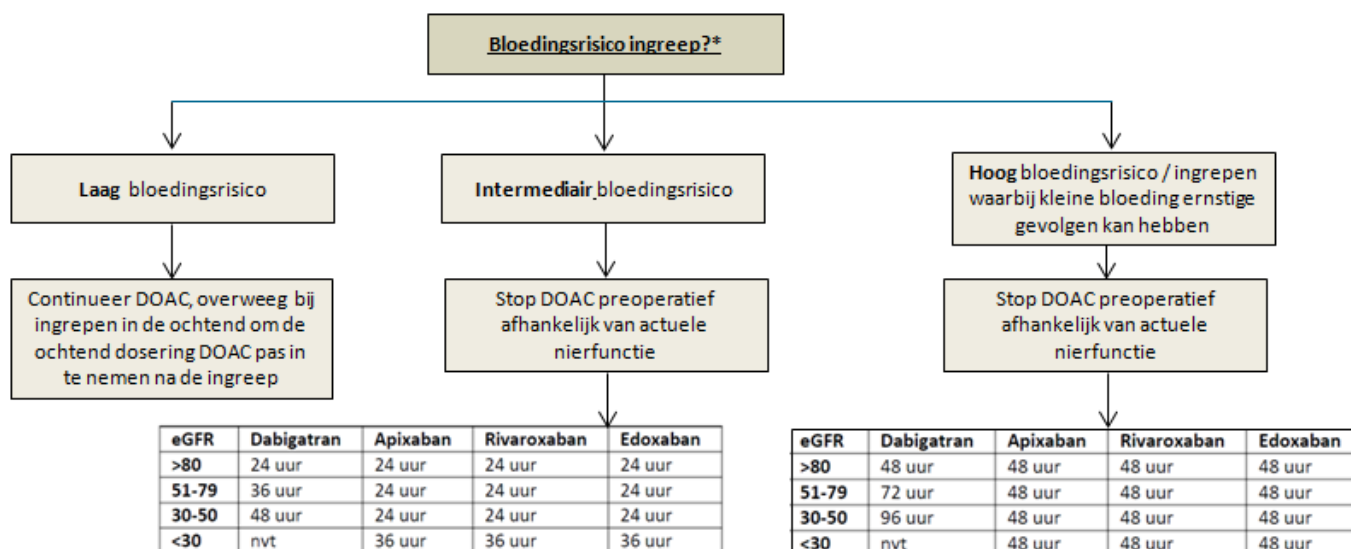 Bloedingsrisico ingreep?*
Laag bloedingsrisico
Intermediair bloedingsrisico
Hoog bloedingsrisico / ingrepen
waarbij kleine bloeding ernstige
gevolgen kan hebben
Continueer DOAC, overweeg bij
ingrepen in de ochtend om de
ochtend dosering DOAC pas in
te nemen na de ingreep
Stop DOAC preoperatief
afhankelijk van actuele
nierfunctie
Stop DOAC preoperatief
afhankelijk van actuele
nierfunctie
eGFR Dabigatran Apixaban Rivaroxaban Edoxaban
>80 24 uur 24 uur 24 uur 24 uur
51-79 36 uur 24 uur 24 uur 24 uur
30-50 48 uur 24 uur 24 uur 24 uur
<30 nvt 36 uur 36 uur 36 uur
eGFR Dabigatran Apixaban Rivaroxaban Edoxaban
>80 48 uur 48 uur 48 uur 48 uur
51-79 72 uur 48 uur 48 uur 48 uur
30-50 96 uur 48 uur 48 uur 48 uur
<30 nvt 48 uur 48 uur 48 uur